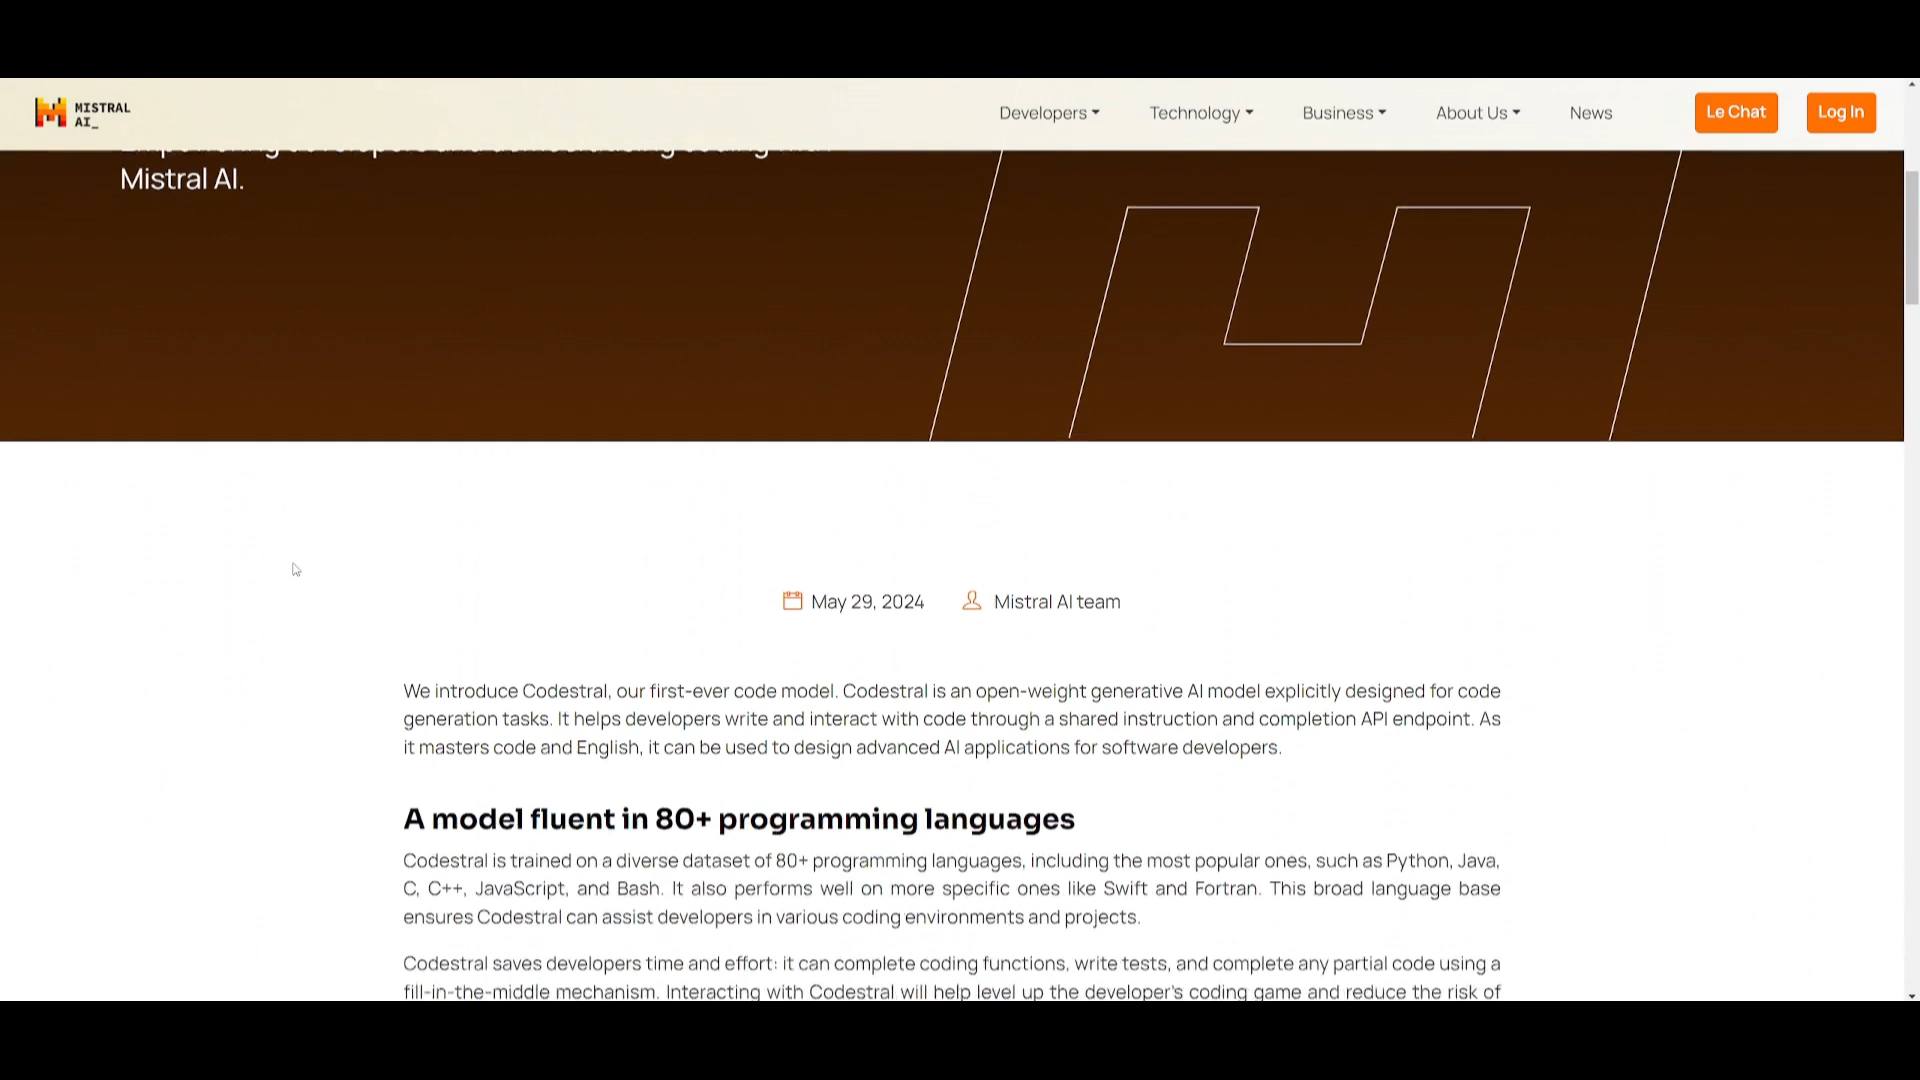 MISTRAL
AI_
Developers
Technology
Business
About Us
News
Le Chat
Log In
Empowering developers and democratising coding with
Mistral AI.
May 29, 2024
Mistral AI team
We introduce Codestral, our first-ever code model. Codestral is an open-weight generative AI model explicitly designed for code
generation tasks. It helps developers write and interact with code through a shared instruction and completion API endpoint. As
it masters code and English, it can be used to design advanced AI applications for software developers.
A model fluent in 80+ programming languages
Codestral is trained on a diverse dataset of 80+ programming languages, including the most popular ones, such as Python, Java,
C, C++, JavaScript, and Bash. It also performs well on more specific ones like Swift and Fortran. This broad language base
ensures Codestral can assist developers in various coding environments and projects.
Codestral saves developers time and effort: it can complete coding functions, write tests, and complete any partial code using a
fill-in-the-middle mechanism. Interacting with Codestral will help level up the developer's coding game and reduce the risk of